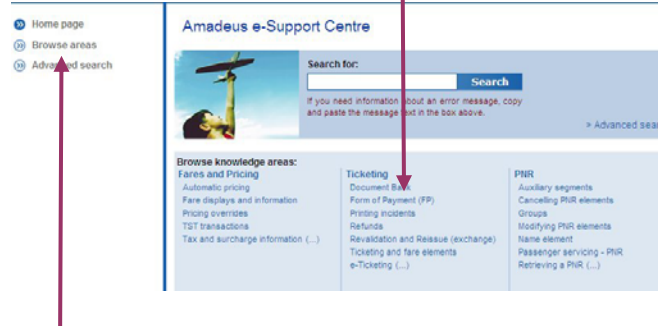 Home page
Browse areas
Advanced search
Amadeus e-Support Centre
Search for:
Search
If you need information about an error message, copy
and paste the message text in the box above.
» Advanced sear
Browse knowledge areas:
Fares and Pricing
Automatic pricing
Fare displays and information
Pricing overrides
TST transactions
Tax and surcharge information (...)
Ticketing
Document Bank
Form of Payment (FP)
Printing incidents
Refunds
Revalidation and Reissue (exchange)
Ticketing and fare elements
e-Ticketing (...)
PNR
Auxiliary segments
Cancelling PNR elements
Groups
Modifying PNR elements
Name element
Passenger servicing - PNR
Retrieving a PNR (...)